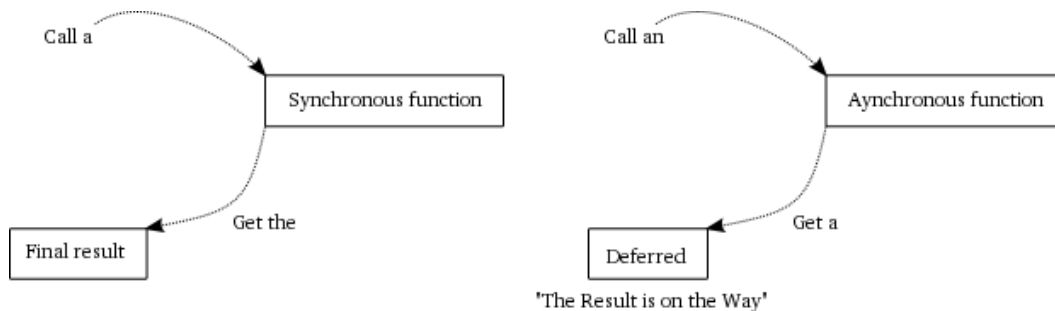 Call a
Synchronous function
Get the
Final result
Call an
Aynchronous function
Get a
Deferred
"The Result is on the Way"